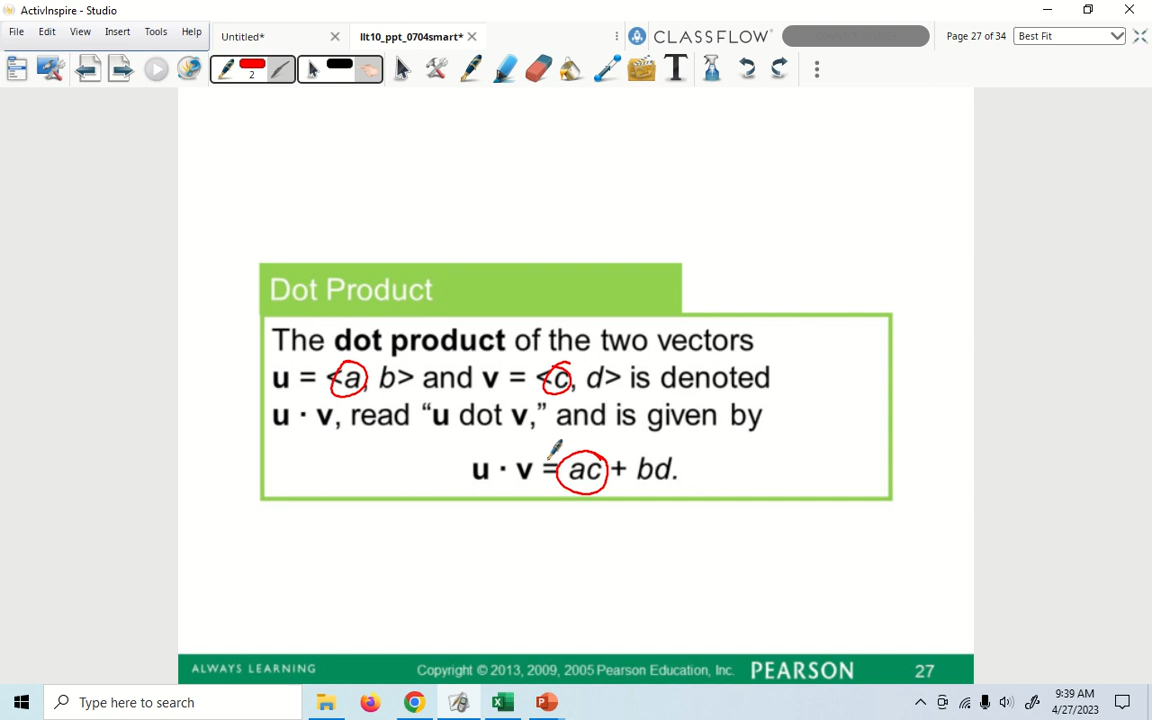 ActivInspire - Studio
File Edit View Insert Tools Help
Untitled*
llt10_ppt_0704smart*
CLASSFLOW
Page 27 of 34
Best Fit
2
Dot Product
The dot product of the two vectors
u = <a, b> and v = <c, d> is denoted
u · v, read “u dot v,” and is given by
u · v = ac + bd.
ALWAYS LEARNING
Copyright © 2013, 2009, 2005 Pearson Education, Inc.
PEARSON
27
Type here to search
9:39 AM
4/27/2023